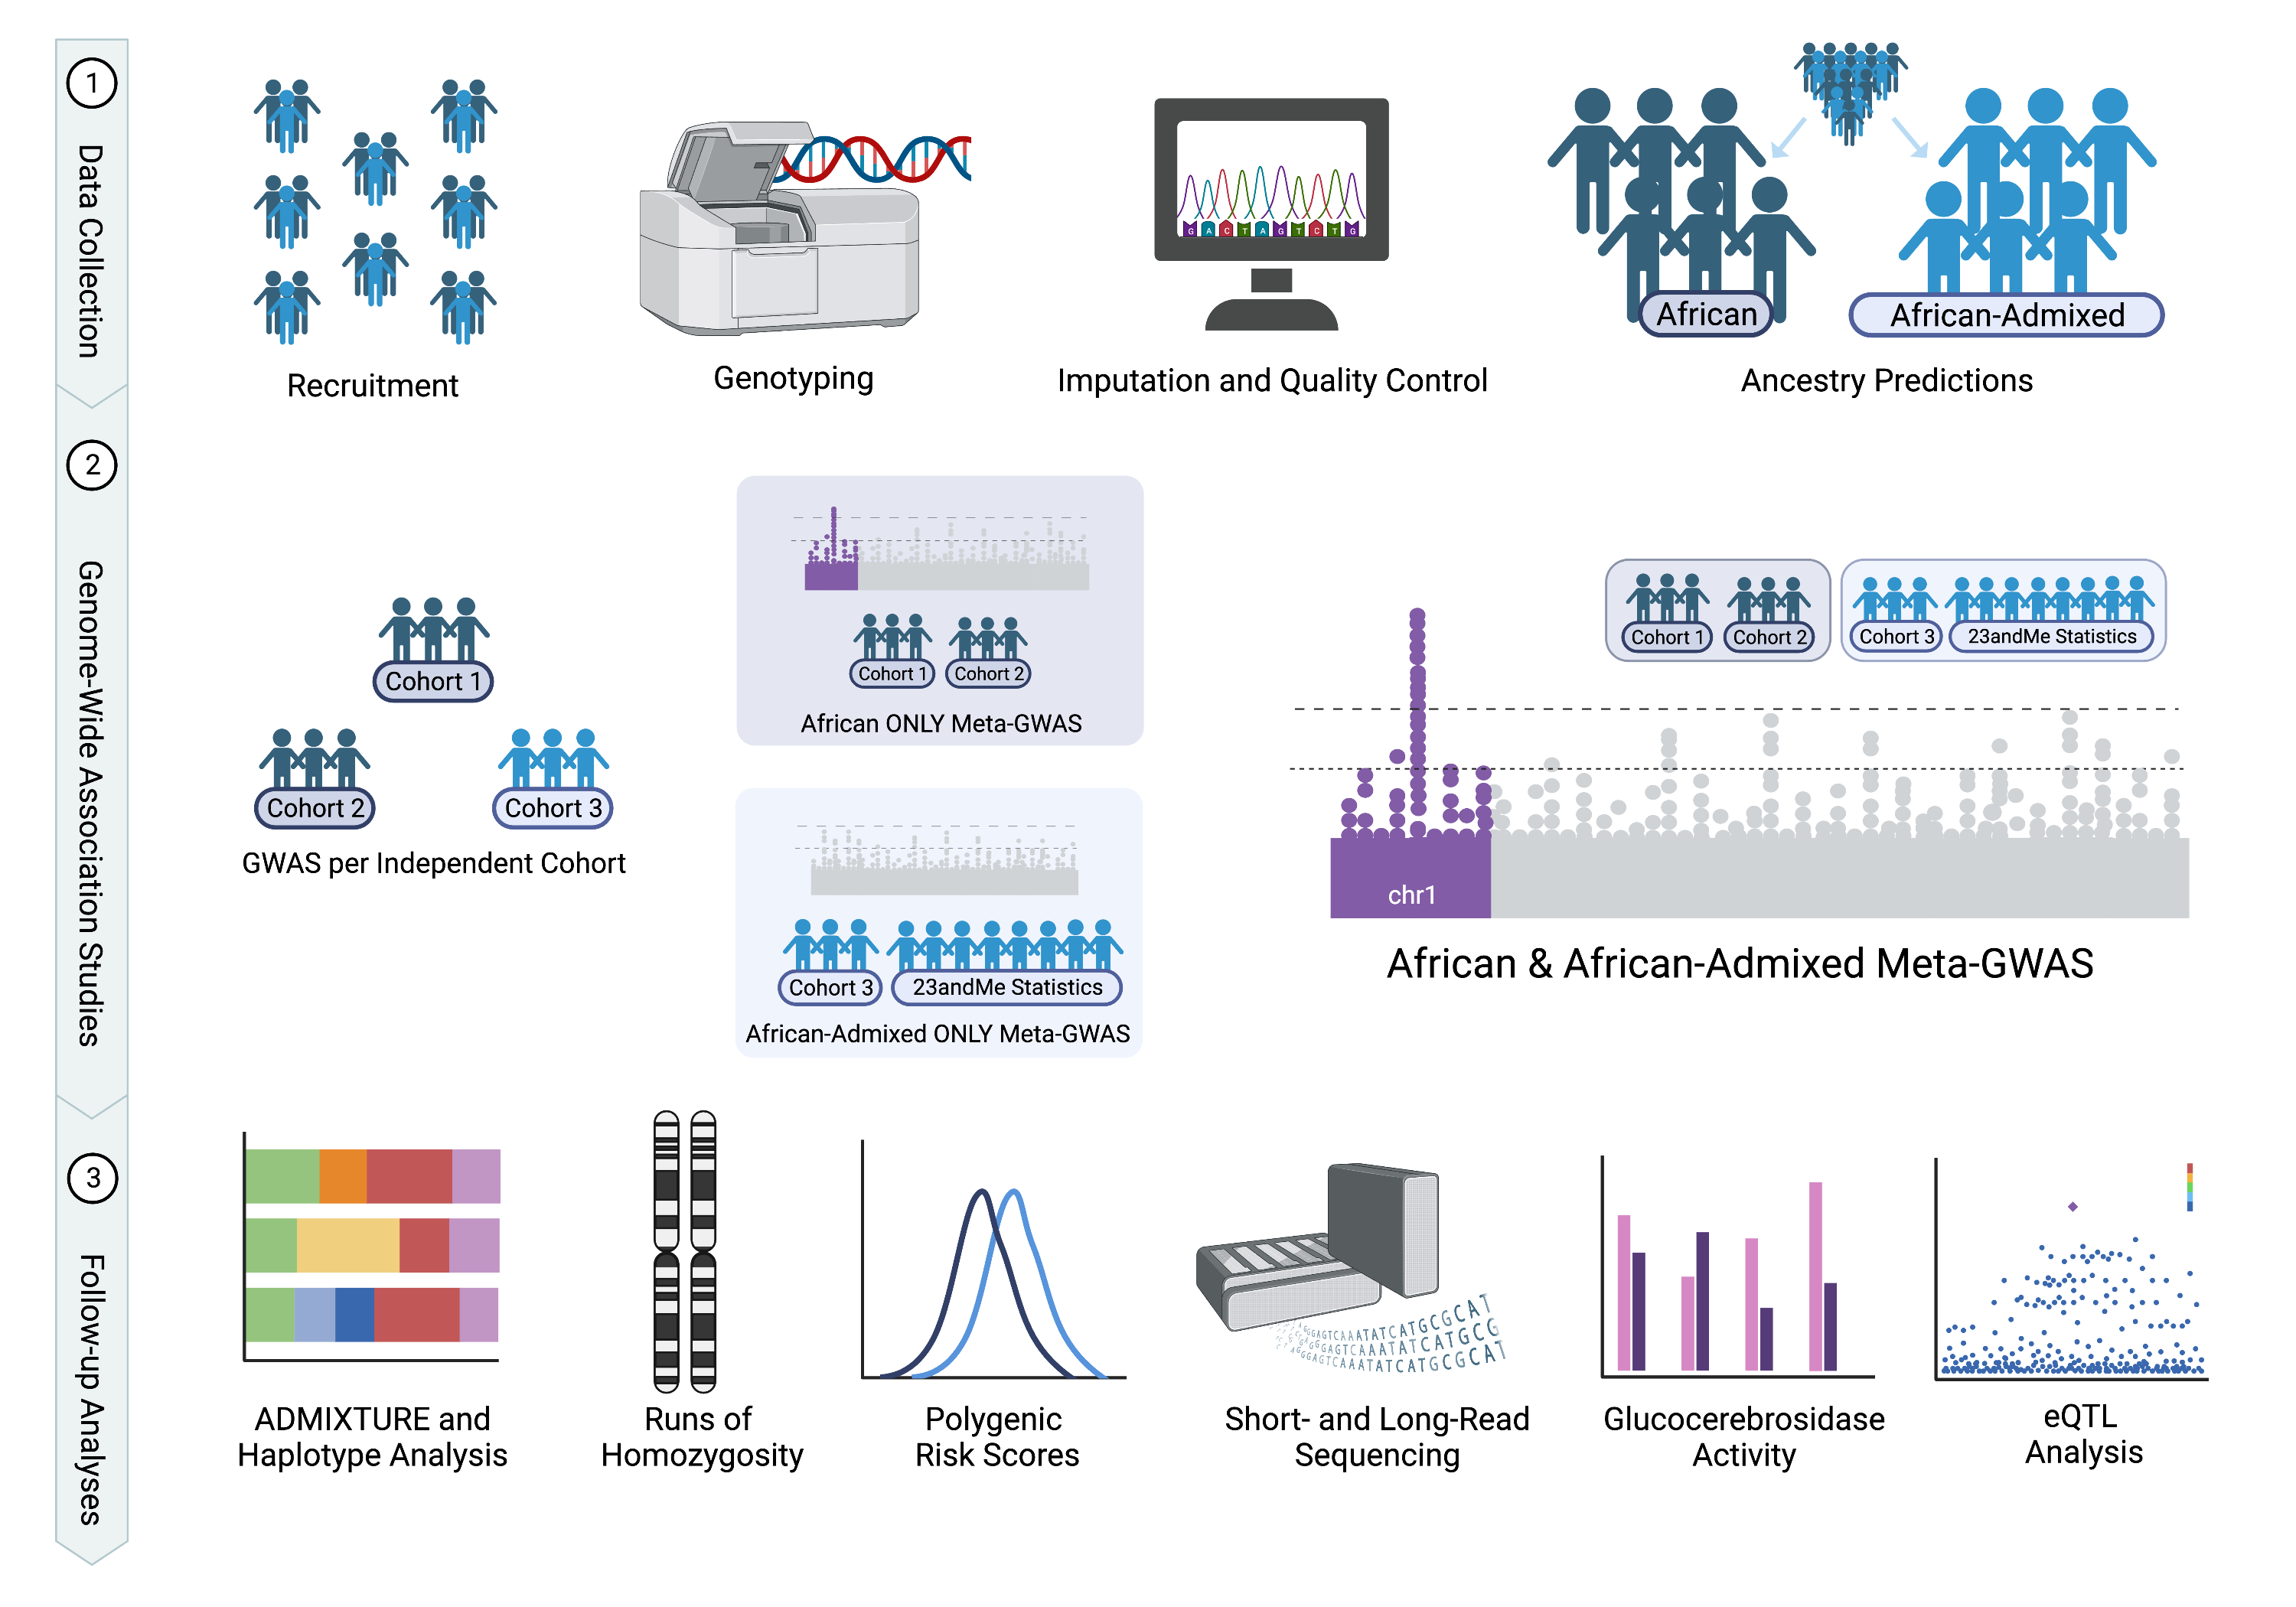 1
Data Collection
Recruitment
Genotyping
G A C T A G T C T G
Imputation and Quality Control
African
African-Admixed
Ancestry Predictions
2
Genome-Wide Association Studies
Cohort 1
Cohort 2
Cohort 3
GWAS per Independent Cohort
Cohort 1
Cohort 2
African ONLY Meta-GWAS
Cohort 3
23andMe Statistics
African-Admixed ONLY Meta-GWAS
Cohort 1
Cohort 2
Cohort 3
23andMe Statistics
chr1
African & African-Admixed Meta-GWAS
3
Follow-up Analyses
ADMIXTURE and
Haplotype Analysis
Runs of
Homozygosity
Polygenic
Risk Scores
GGAGTCAAATATCATGCGCAT
GGAGTCAAATATCATGCG
GGGAGTCAAATATCATGCGCAT
Short- and Long-Read
Sequencing
Glucocerebrosidase
Activity
eQTL
Analysis